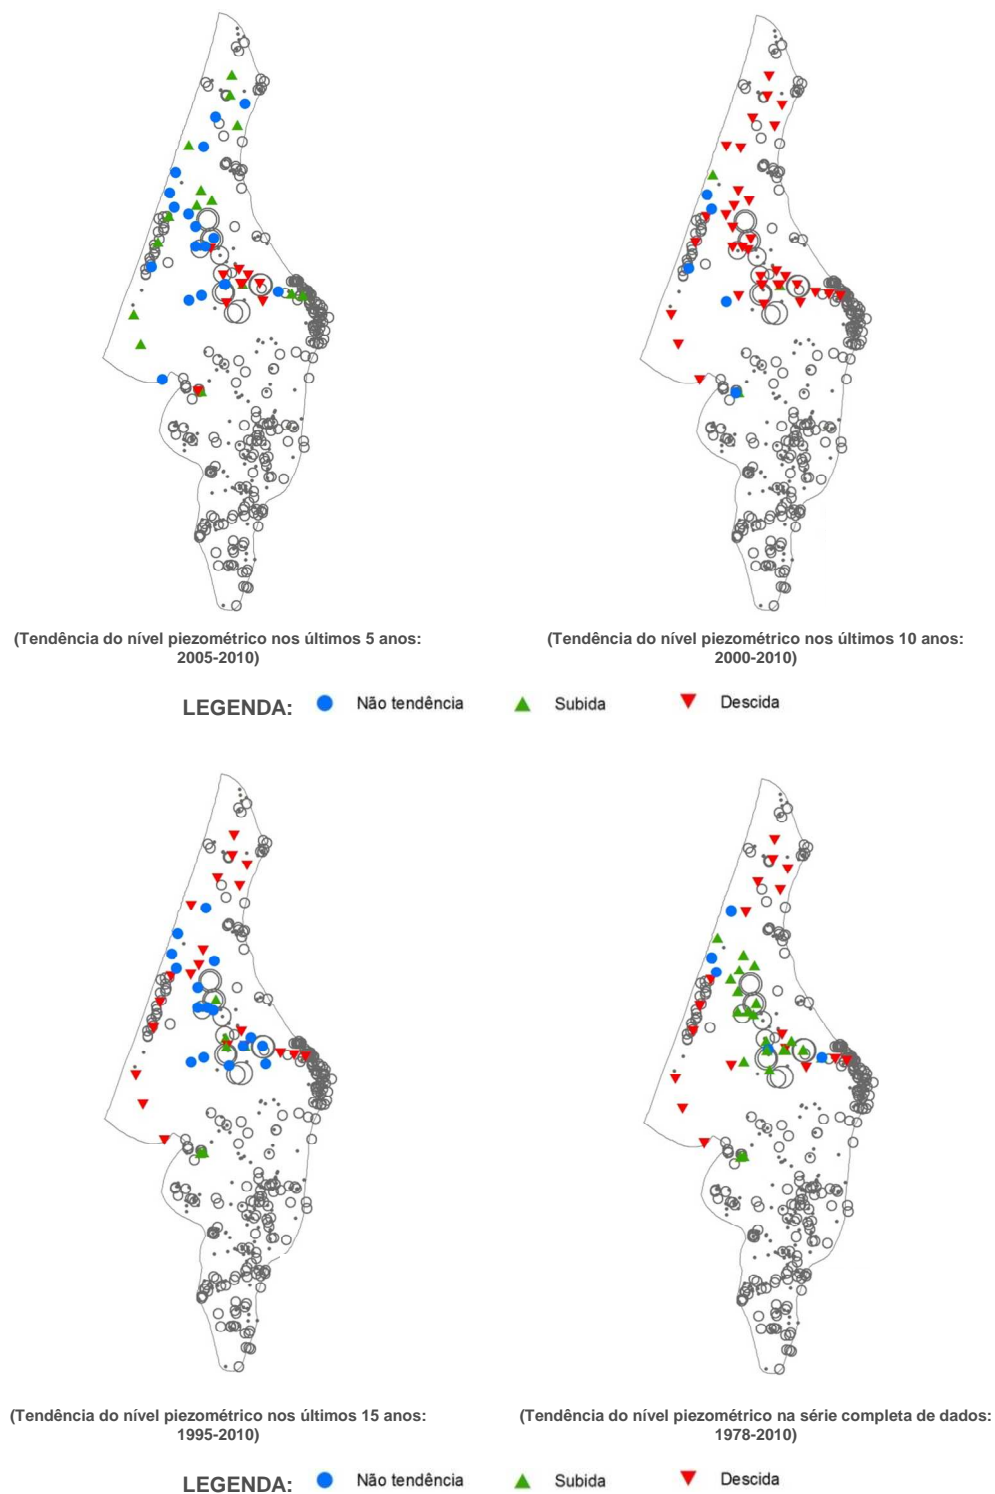 (Tendência do nível piezométrico nos últimos 5 anos:
2005-2010)
(Tendência do nível piezométrico nos últimos 10 anos:
2000-2010)
LEGENDA: Não tendência Subida Descida
(Tendência do nível piezométrico nos últimos 15 anos:
1995-2010)
(Tendência do nível piezométrico na série completa de dados:
1978-2010)
LEGENDA: Não tendência Subida Descida